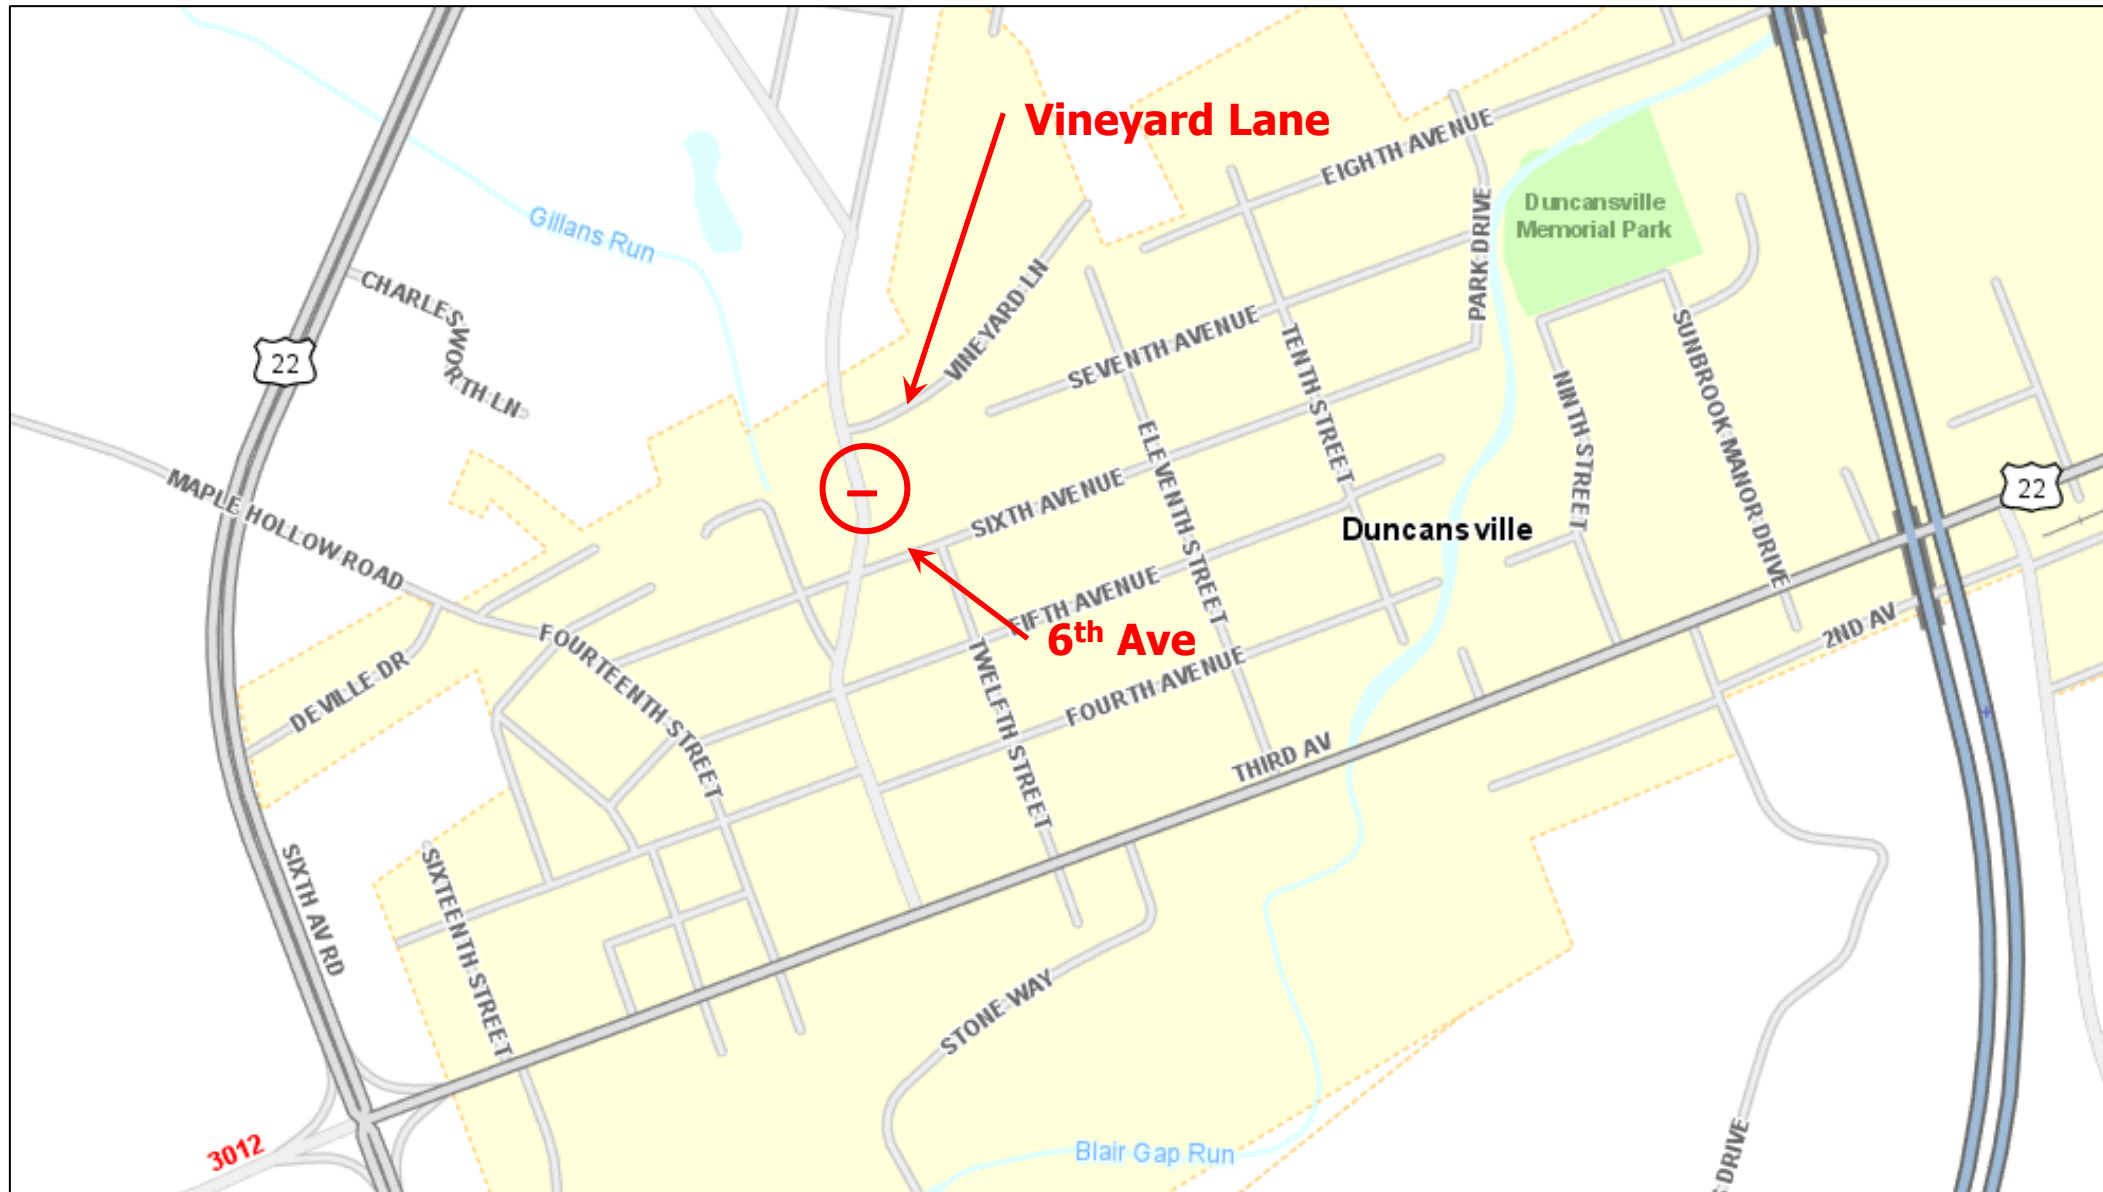 Vineyard Lane
EIGHTH AVENUE
Duncansville
Memorial Park
PARK DRIVE
Gillans Run
CHARLESWORTH LN
VINEYARD LN
22
SEVENTH AVENUE
TENTH STREET
SUNBROOK MANOR DRIVE
NINTH STREET
ELEVENTH STREET
MAPLE HOLLOW ROAD
SIXTH AVENUE
Duncansville
22
FIFTH AVENUE
6th Ave
2ND AV
DEVILLE DR
FOURTEENTH STREET
TWELFTH STREET
FOURTH AVENUE
THIRD AV
SIXTH AV RD
SIXTEENTH STREET
STONE WAY
3012
Blair Gap Run
DRIVE